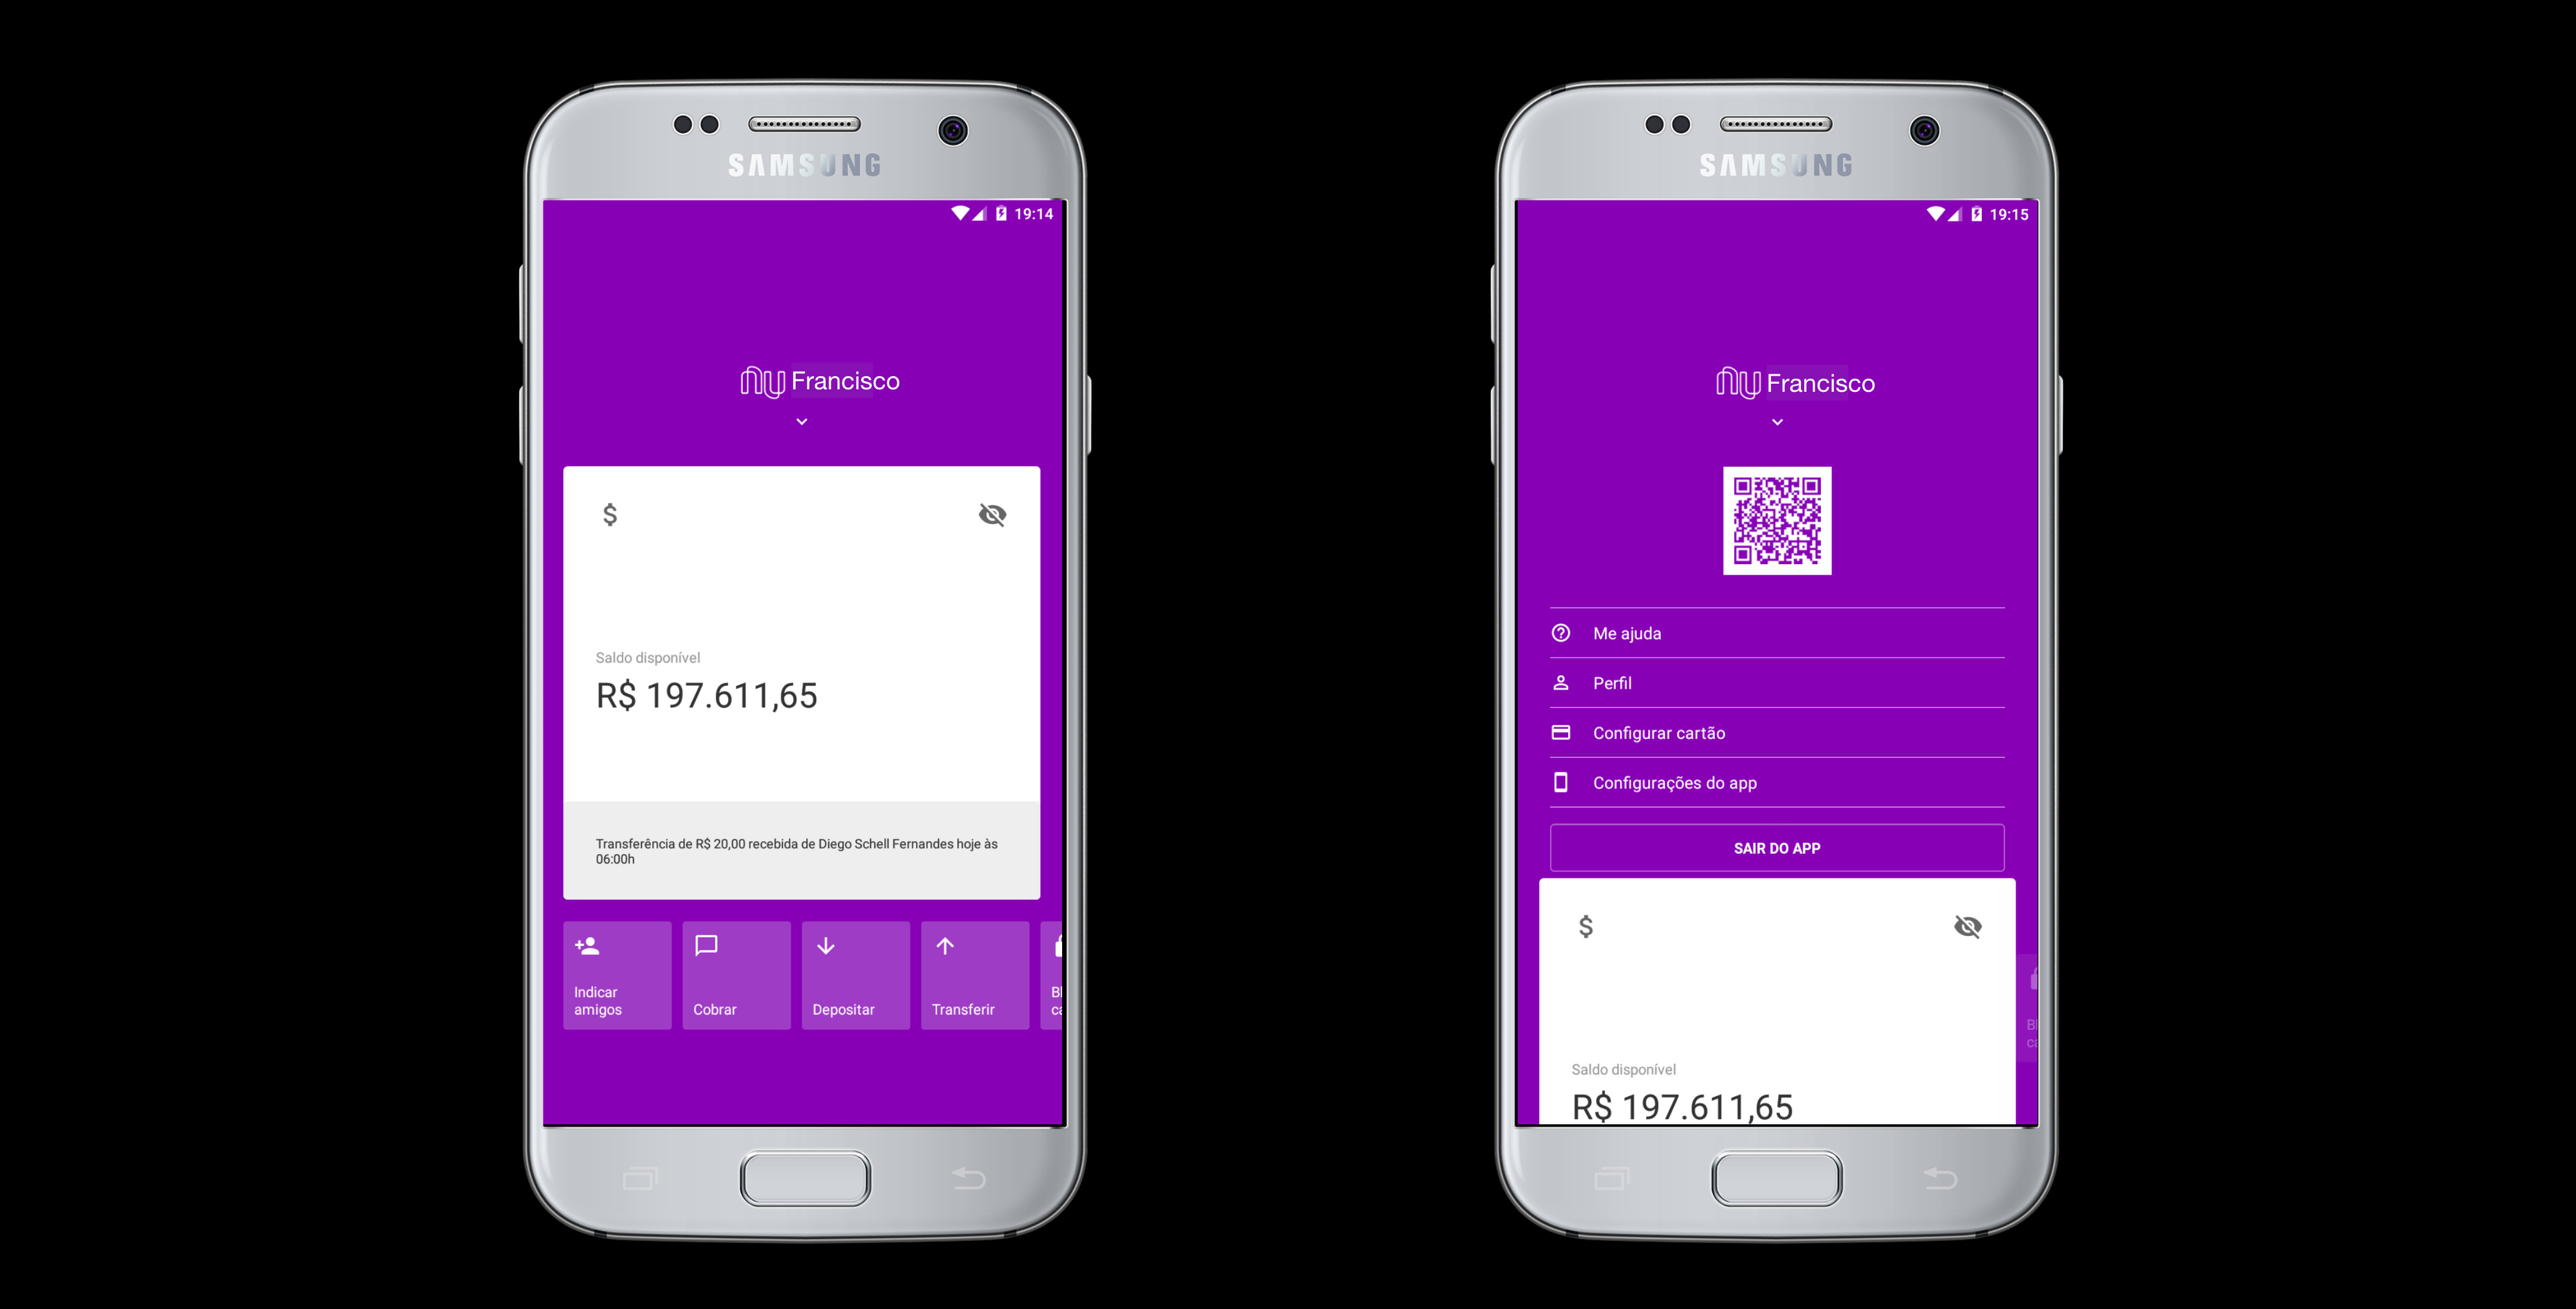 SAMSUNG
19:14
nu Francisco
$
Saldo disponível
R$ 197.611,65
Transferência de R$ 20,00 recebida de Diego Schell Fernandes hoje às
06:00h
Indicar
amigos
Cobrar
Depositar
Transferir
Bl
ca
SAMSUNG
19:15
nu Francisco
Me ajuda
Perfil
Configurar cartão
Configurações do app
SAIR DO APP
$
Bl
ca
Saldo disponível
R$ 197.611,65